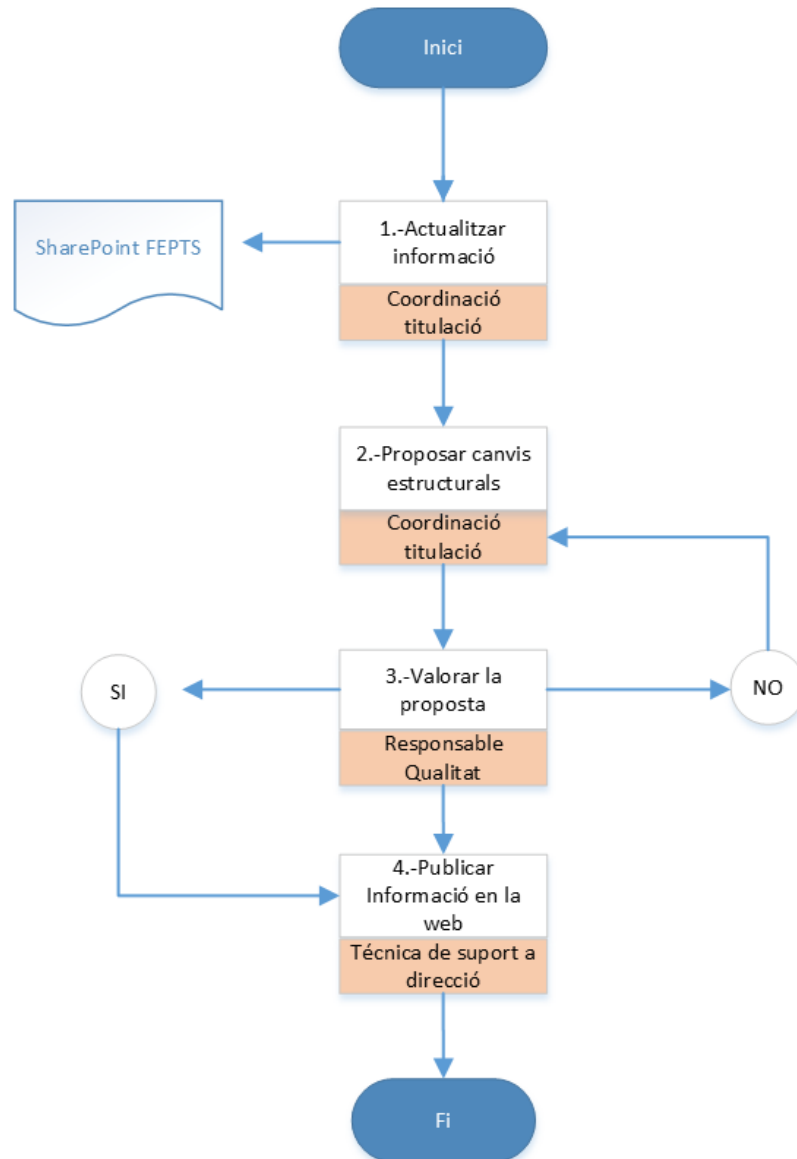 Inici
1.-Actualitzar
informació
SharePoint FEPTS
Coordinació
titulació
2.-Proposar canvis
estructurals
Coordinació
titulació
SI
3.-Valorar la
proposta
NO
Responsable
Qualitat
4.-Publicar
Informació en la
web
Técnica de suport a
direcció
Fi